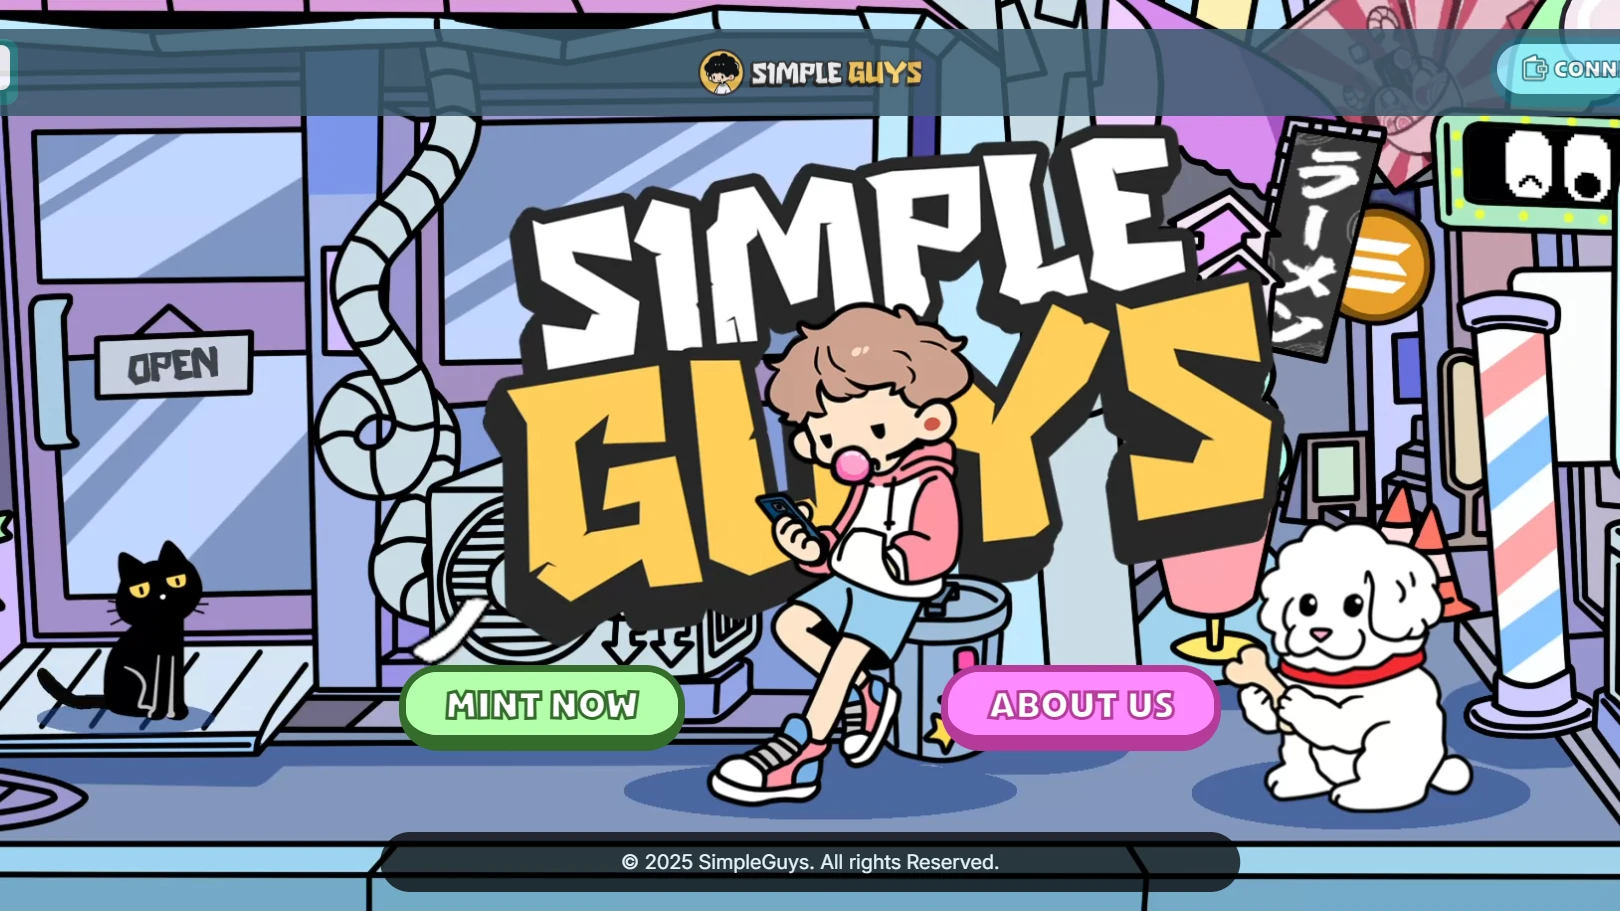 SIMPLE GUYS
CONN
SIMPLE
GUYS
ラーメン
OPEN
MINT NOW
ABOUT US
© 2025 SimpleGuys. All rights Reserved.